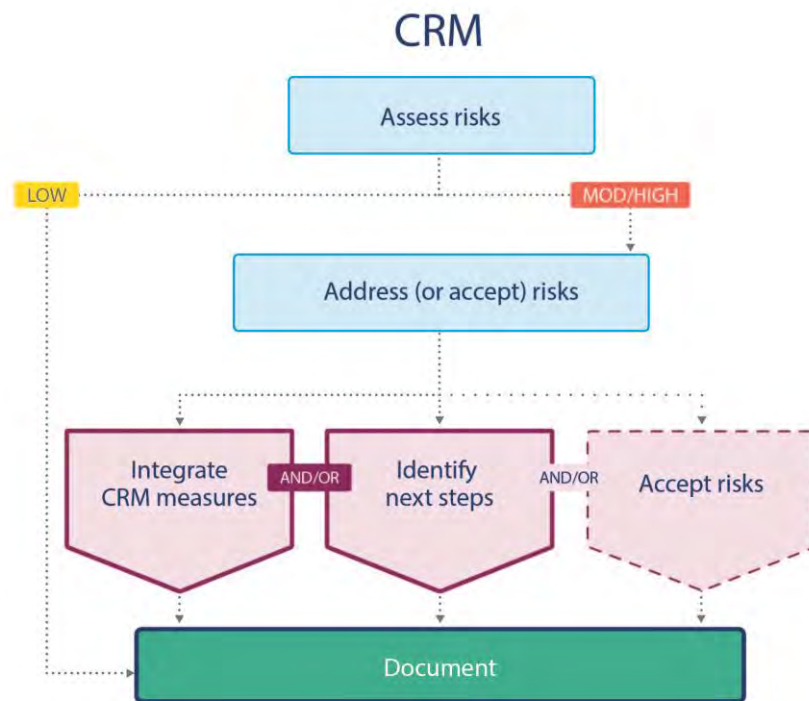 CRM
Assess risks
LOW
MOD/HIGH
Address (or accept) risks
Integrate
CRM measures
AND/OR
Identify
next steps
AND/OR
Accept risks
Document